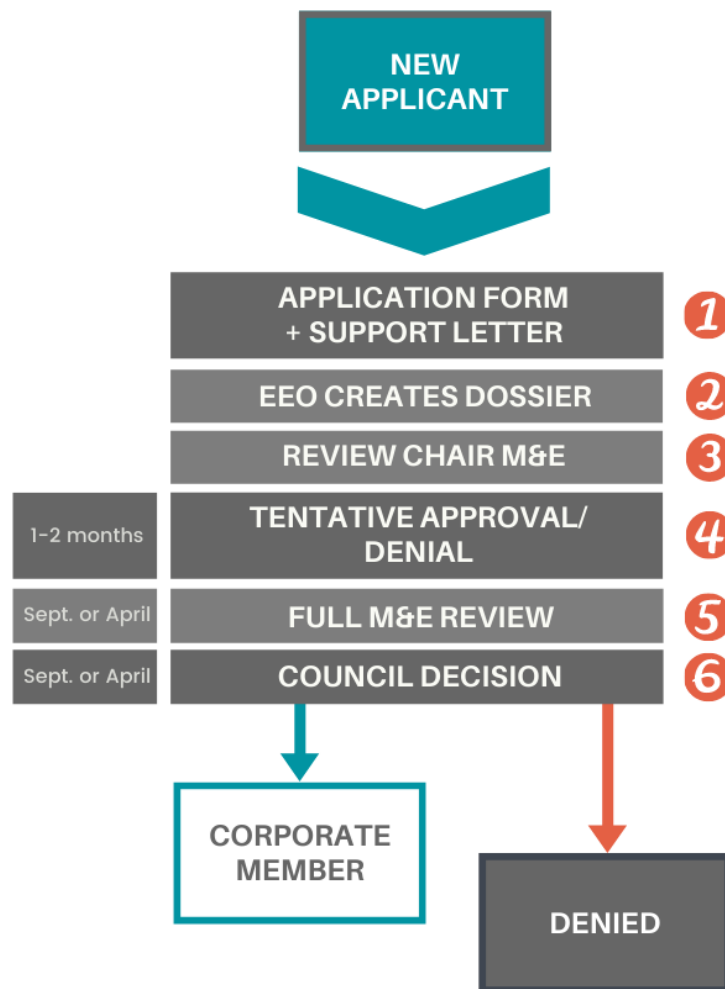 NEW
APPLICANT
APPLICATION FORM
+ SUPPORT LETTER
1
EEO CREATES DOSSIER
2
REVIEW CHAIR M&E
3
1-2 months
TENTATIVE APPROVAL/
DENIAL
4
Sept. or April
FULL M&E REVIEW
5
Sept. or April
COUNCIL DECISION
6
CORPORATE
MEMBER
DENIED